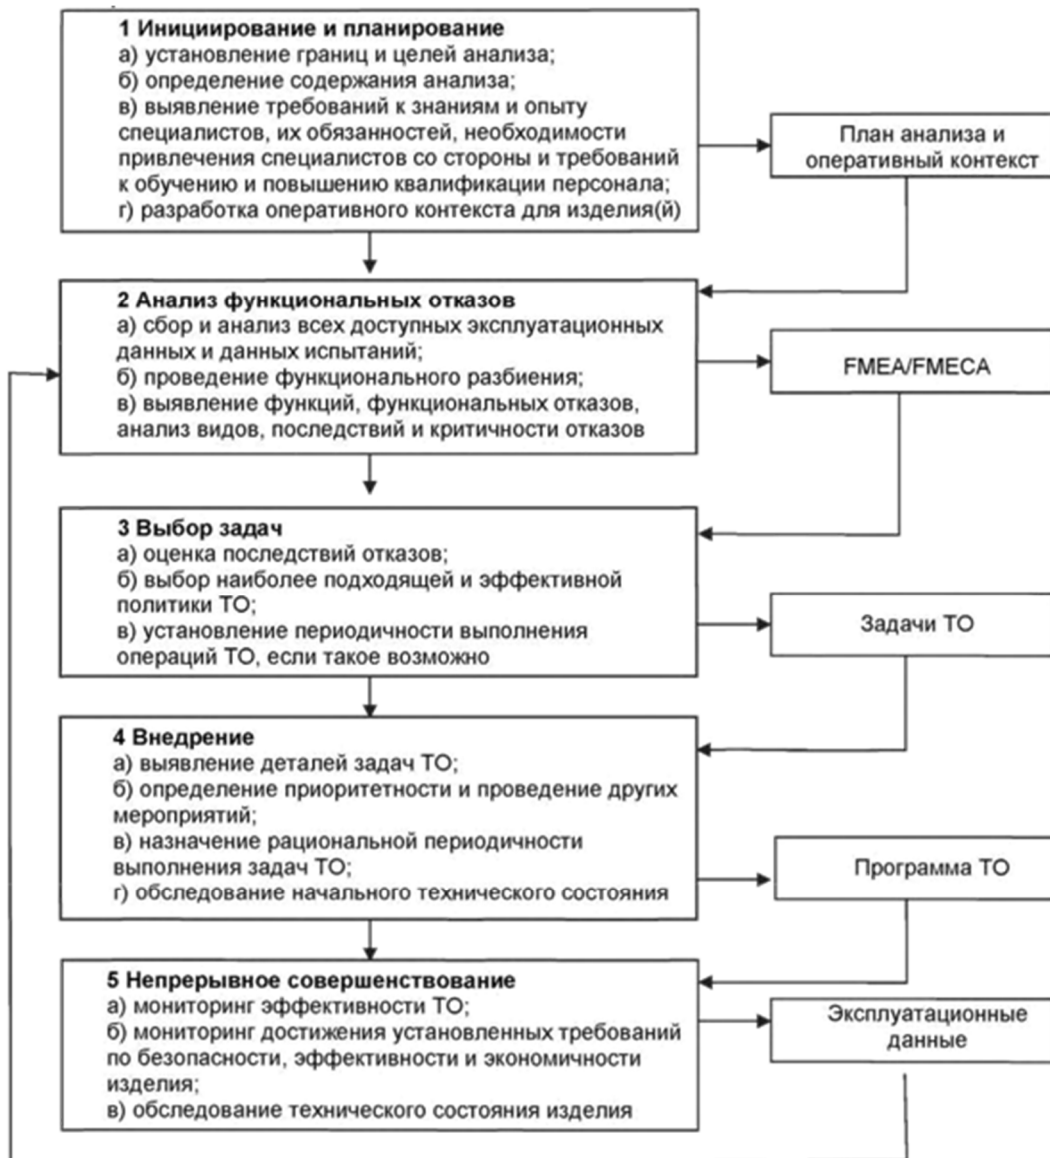 1 Инициирование и планирование
а) установление границ и целей анализа;
б) определение содержания анализа;
в) выявление требований к знаниям и опыту
специалистов, их обязанностей, необходимости
привлечения специалистов со стороны и требований
к обучению и повышению квалификации персонала;
г) разработка оперативного контекста для изделия(й)
План анализа и
оперативный контекст
2 Анализ функциональных отказов
а) сбор и анализ всех доступных эксплуатационных
данных и данных испытаний;
б) проведение функционального разбиения;
в) выявление функций, функциональных отказов,
анализ видов, последствий и критичности отказов
FMEA/FMECA
3 Выбор задач
а) оценка последствий отказов;
б) выбор наиболее подходящей и эффективной
политики ТО;
в) установление периодичности выполнения
операций ТО, если такое возможно
Задачи ТО
4 Внедрение
а) выявление деталей задач ТО;
б) определение приоритетности и проведение других
мероприятий;
в) назначение рациональной периодичности
выполнения задач ТО;
г) обследование начального технического состояния
Программа ТО
5 Непрерывное совершенствование
а) мониторинг эффективности ТО;
б) мониторинг достижения установленных требований
по безопасности, эффективности и экономичности
изделия;
в) обследование технического состояния изделия
Эксплуатационные
данные